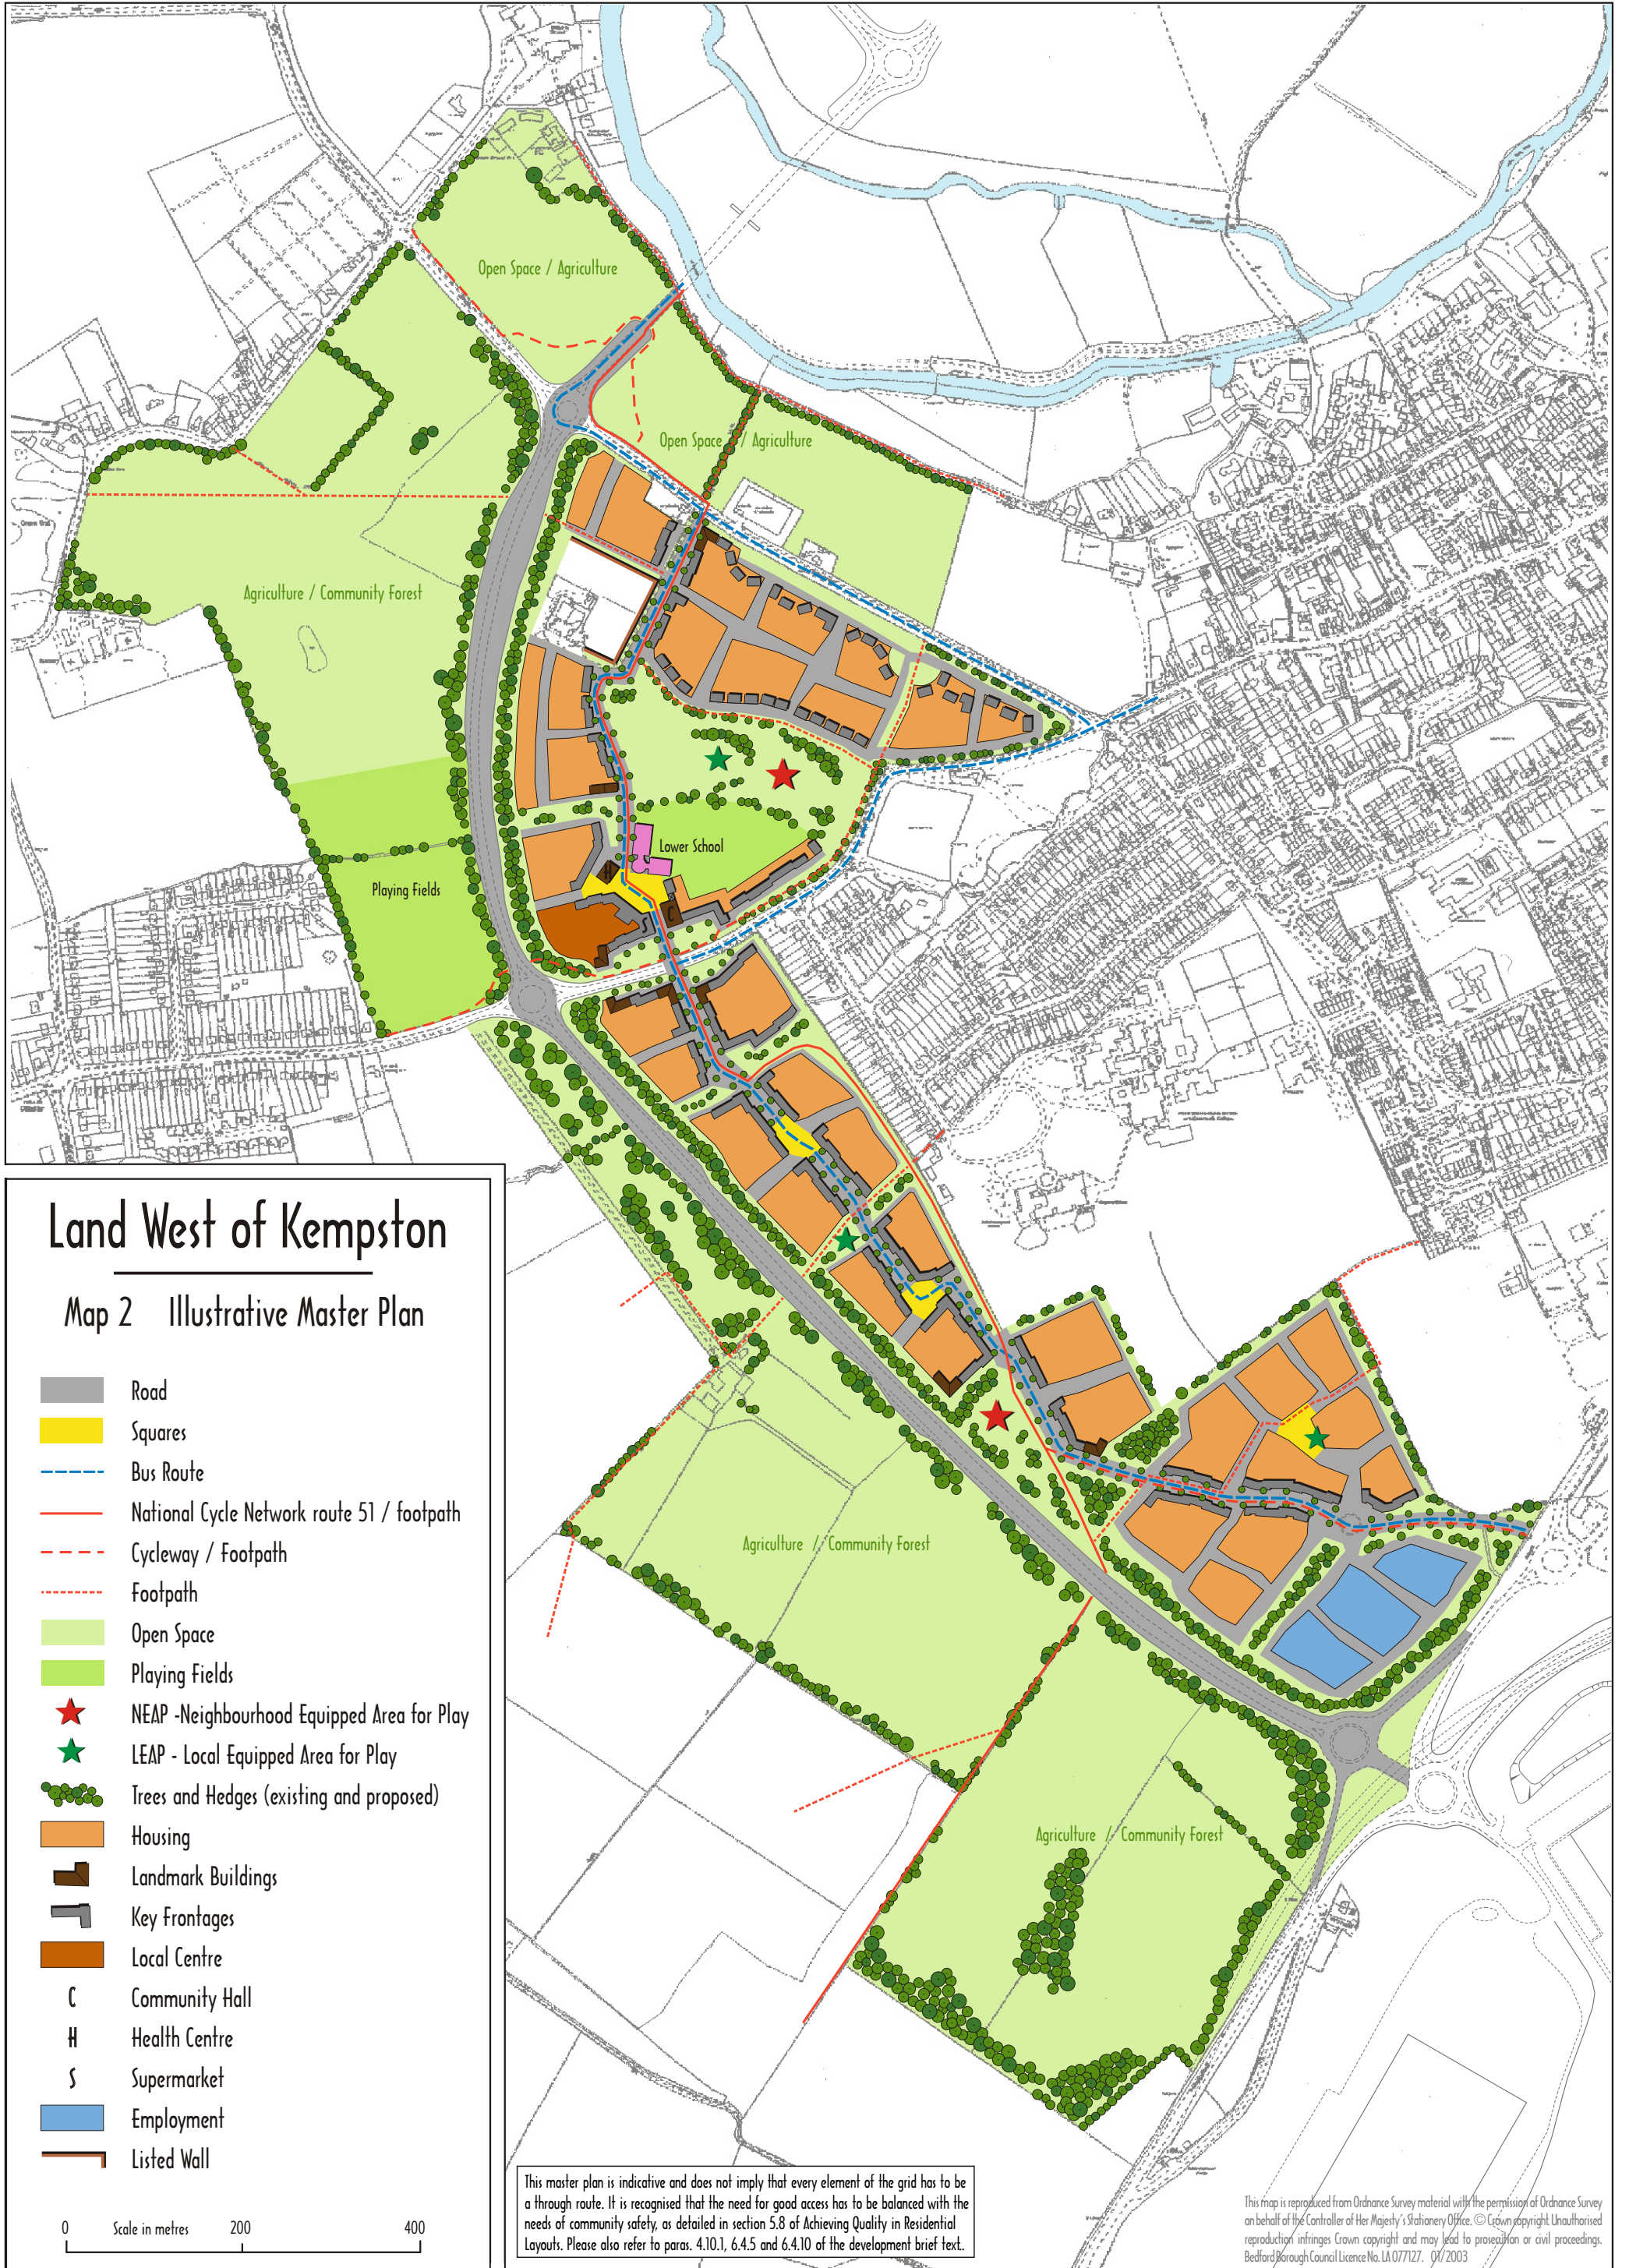 Open Space / Agriculture
Open Space / Agriculture
Agriculture / Community Forest
Lower School
Playing Fields
H
C
Agriculture / Community Forest
Agriculture / Community Forest
Land West of Kempston
Map 2 Illustrative Master Plan
Road
Squares
Bus Route
National Cycle Network route 51 / footpath
Cycleway / Footpath
Footpath
Open Space
Playing Fields
NEAP -Neighbourhood Equipped Area for Play
LEAP - Local Equipped Area for Play
Trees and Hedges (existing and proposed)
Housing
Landmark Buildings
Key Frontages
Local Centre
C Community Hall
H Health Centre
S Supermarket
Employment
Listed Wall
0 Scale in metres 200 400
This master plan is indicative and does not imply that every element of the grid has to be
a through route. It is recognised that the need for good access has to be balanced with the
needs of community safety, as detailed in section 5.8 of Achieving Quality in Residential
Layouts. Please also refer to paras. 4.10.1, 6.4.5 and 6.4.10 of the development brief text..
This map is reproduced from Ordnance Survey material with the permission of Ordnance Survey
on behalf of the Controller of Her Majesty's Stationery Office. © Crown copyright. Unauthorised
reproduction infringes Crown copyright and may lead to prosecution or civil proceedings.
Bedford Borough Council Licence No. LA 077127. 01/2003